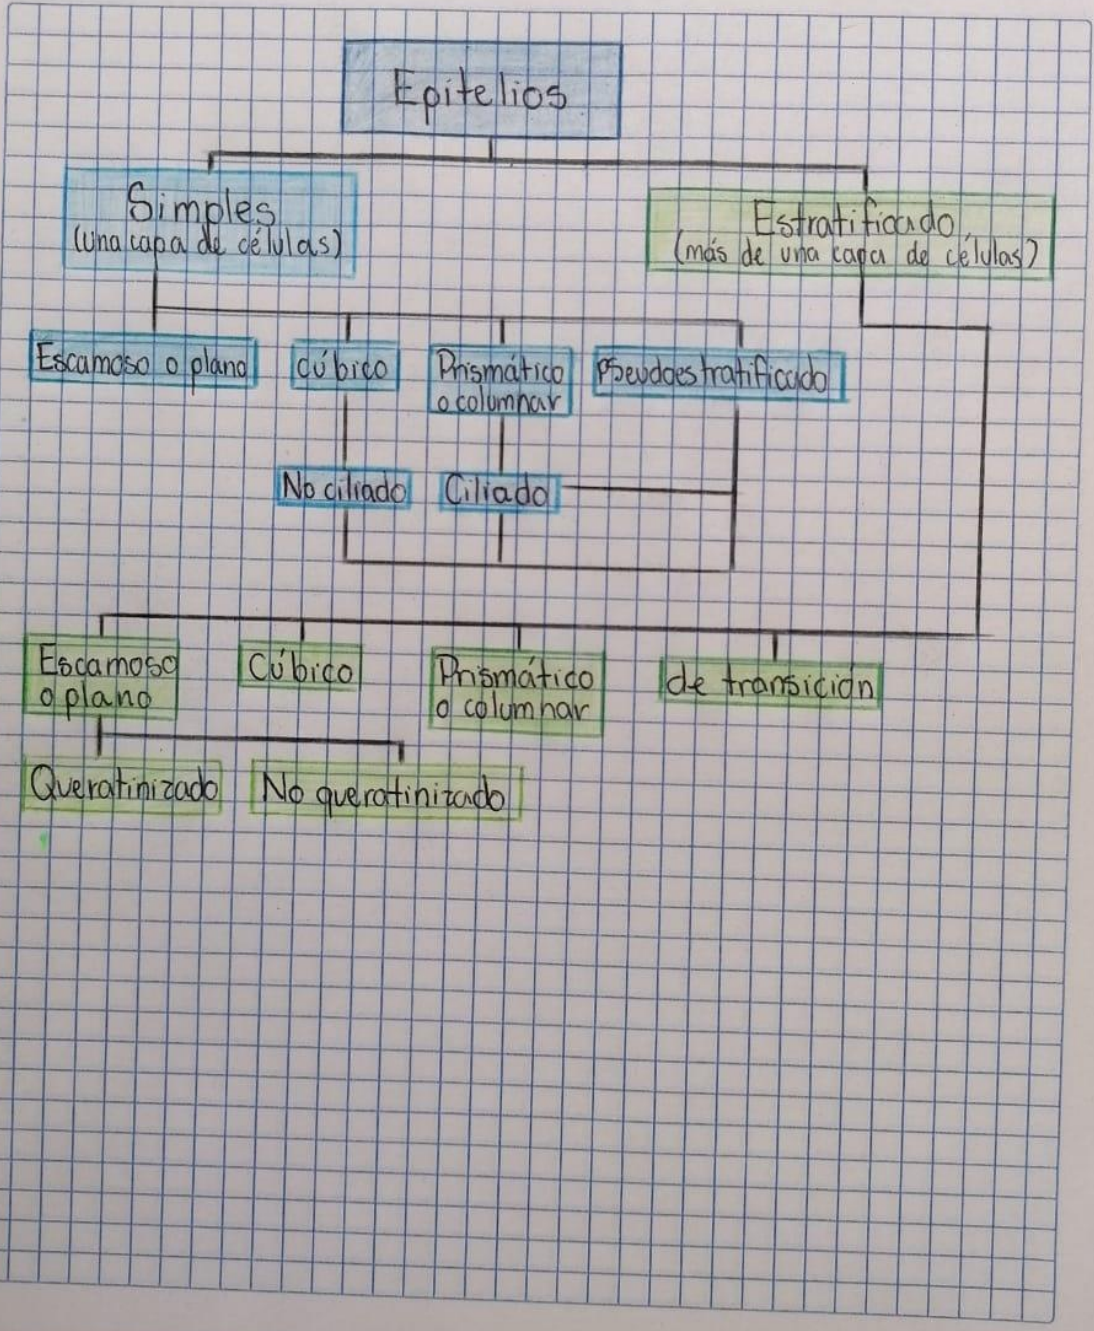 Epitelios
Simples
(una capa de células)
Estratificado
(más de una capa de células)
Escamoso o plano
cúbico
Prismático
o columnar
Pseudoestratificado
No ciliado
Ciliado
Escamoso
o plano
Cúbico
Prismático
o columnar
de transición
Queratinizado
No queratinizado